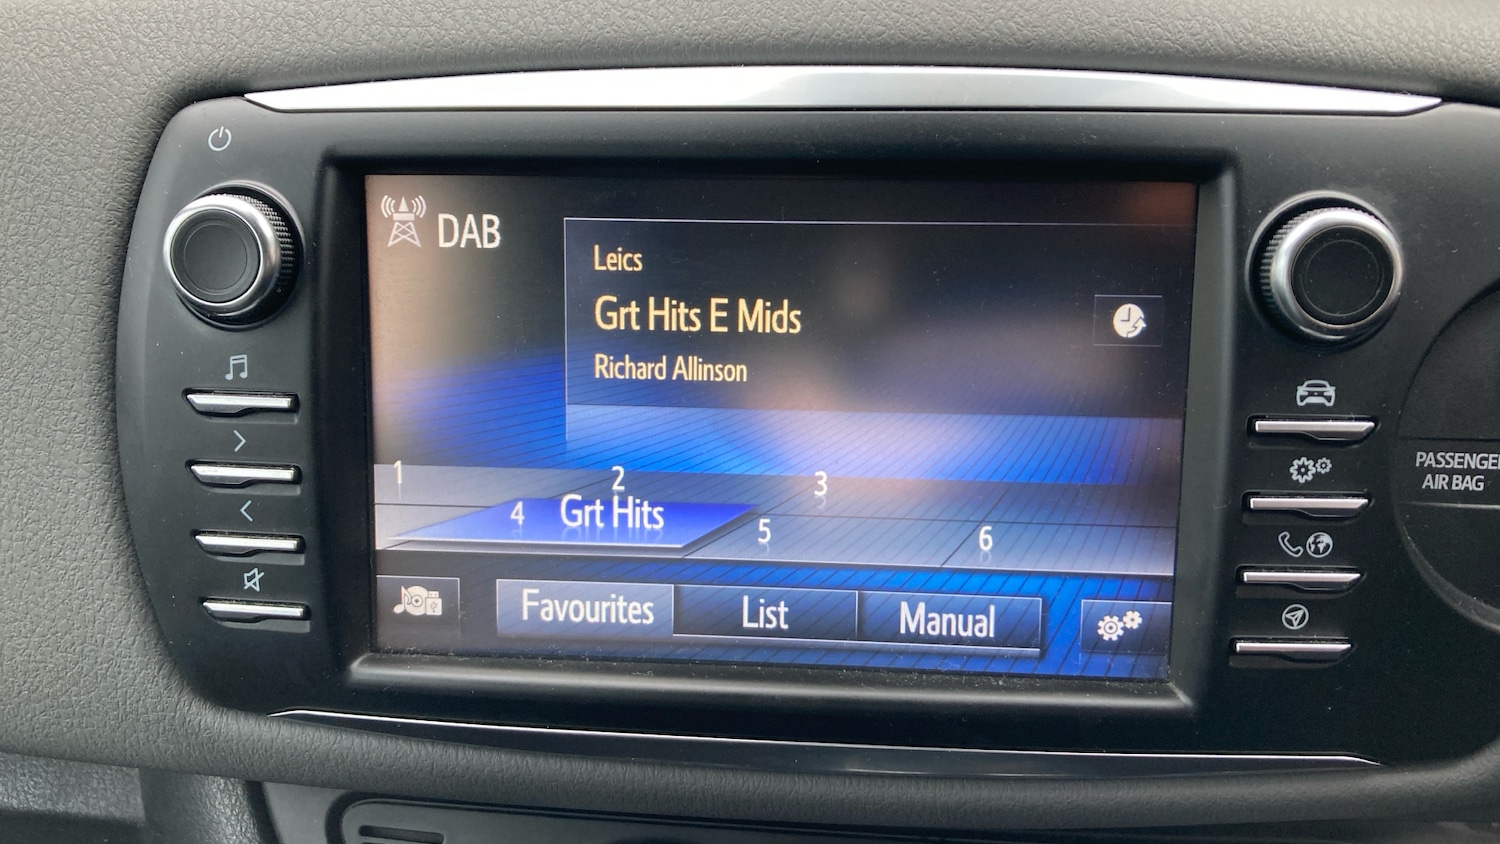 DAB
Leics
Grt Hits E Mids
Richard Allinson
1
2
3
4 Grt Hits
5
6
Favourites
List
Manual
PASSENGE
AIR BAG